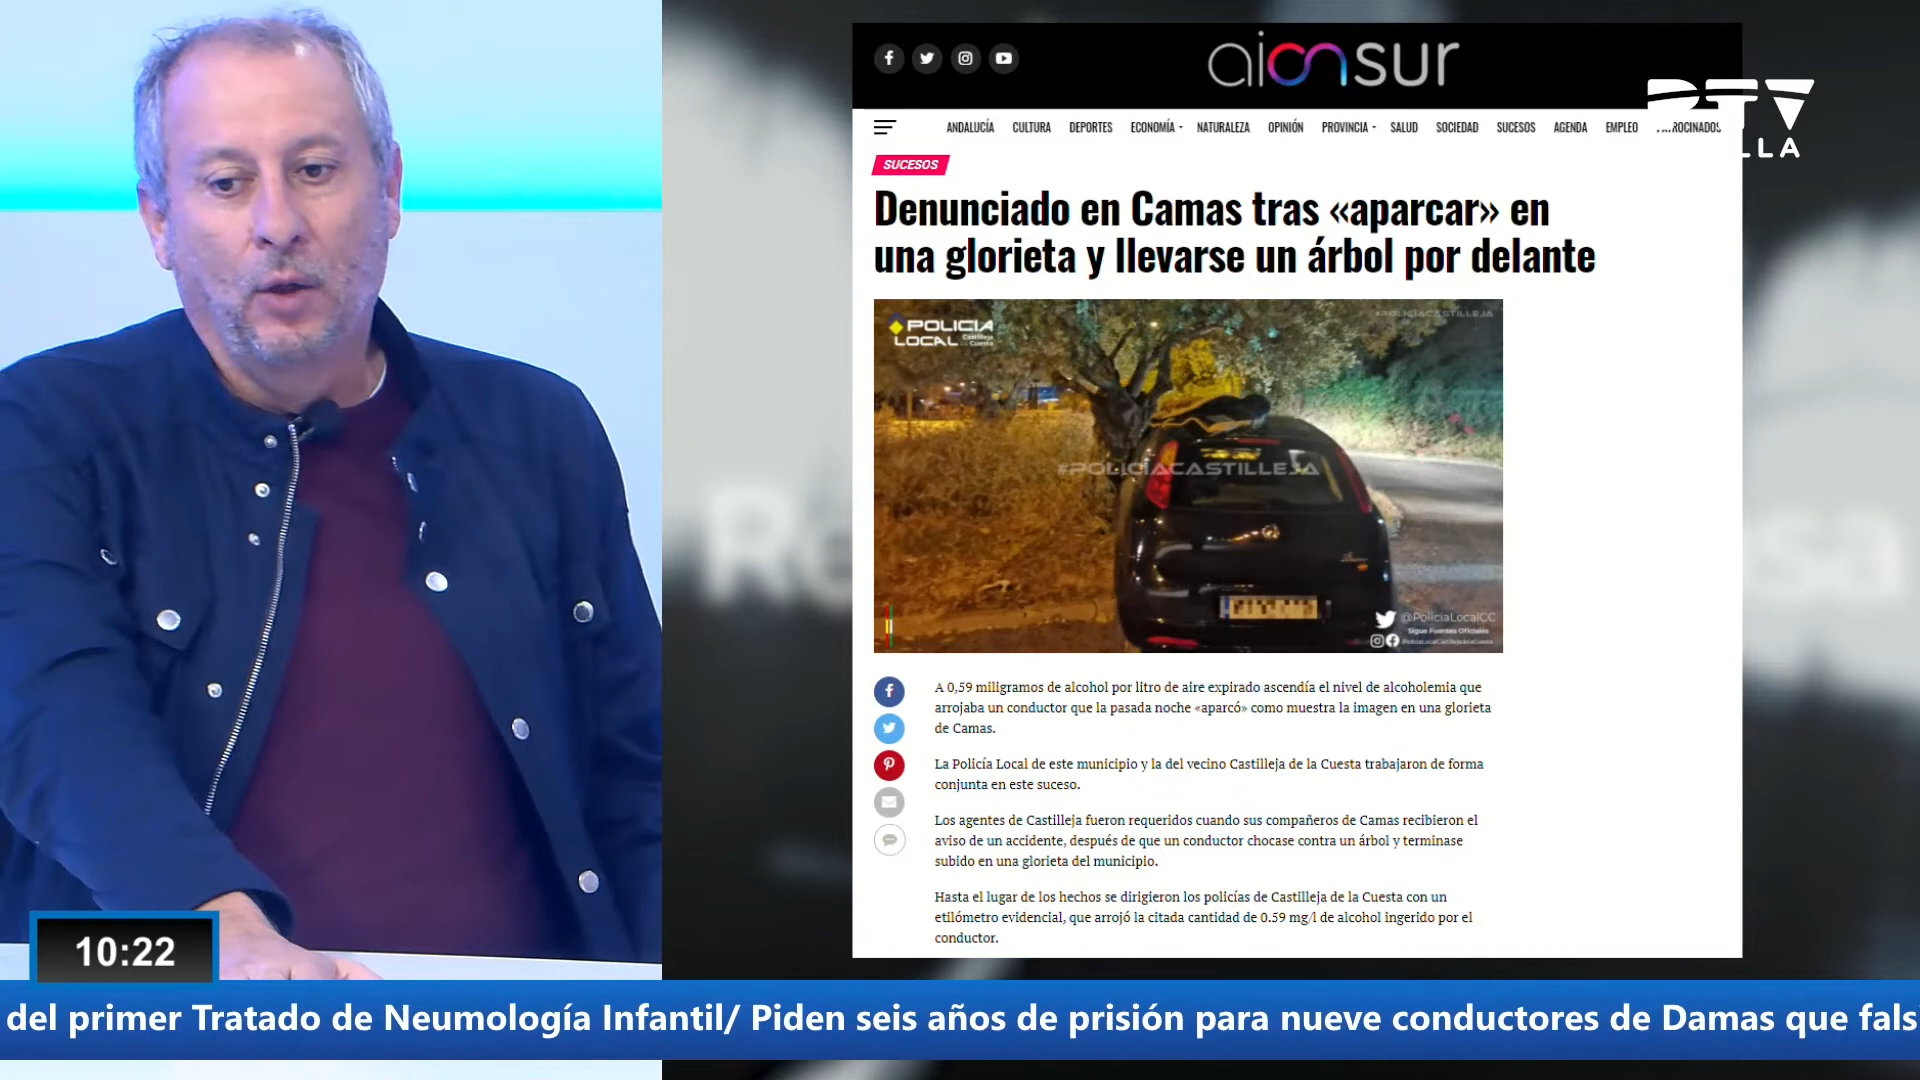 aionsur
ANDALUCÍA CULTURA DEPORTES ECONOMÍA NATURALEZA OPINIÓN PROVINCIA SALUD SOCIEDAD SUCESOS AGENDA EMPLEO
SUCESOS
Denunciado en Camas tras «aparcar» en
una glorieta y llevarse un árbol por delante
POLICIA
LOCAL Castilleja
Cuesta
#POLICIACASTILLEJA
#POLICIACASTILLEJA
@PoliciaLocalCC
Sigue Fuentes Oficiales
A 0,59 miligramos de alcohol por litro de aire expirado ascendía el nivel de alcoholemia que
arrojaba un conductor que la pasada noche «aparcó» como muestra la imagen en una glorieta
de Camas.
La Policía Local de este municipio y la del vecino Castilleja de la Cuesta trabajaron de forma
conjunta en este suceso.
Los agentes de Castilleja fueron requeridos cuando sus compañeros de Camas recibieron el
aviso de un accidente, después de que un conductor chocase contra un árbol y terminase
subido en una glorieta del municipio.
Hasta el lugar de los hechos se dirigieron los policías de Castilleja de la Cuesta con un
etilómetro evidencial, que arrojó la citada cantidad de 0.59 mg/l de alcohol ingerido por el
conductor.
10:22
del primer Tratado de Neumología Infantil/ Piden seis años de prisión para nueve conductores de Damas que fals